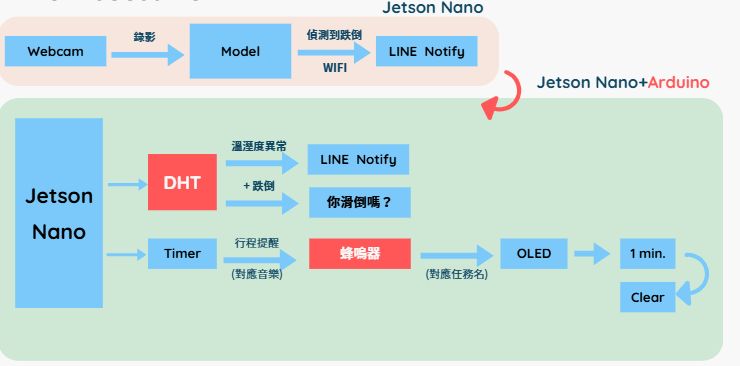 Jetson Nano
錄影
偵測到跌倒
Webcam
Model
LINE Notify
WIFI
Jetson Nano+Arduino
溫溼度異常
LINE Notify
Jetson
Nano
DHT
+ 跌倒
你滑倒嗎？
行程提醒
Timer
蜂鳴器
OLED
1 min.
(對應音樂)
(對應任務名)
Clear